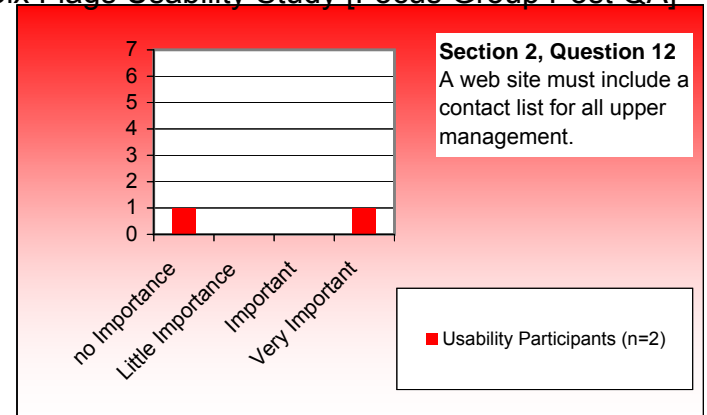 Flags Usability Study [Focus Group Post QA]
7
6
5
4
3
2
1
0
no Importance
Little Importance
Important
Very Important
Section 2, Question 12
A web site must include a
contact list for all upper
management.
Usability Participants (n=2)